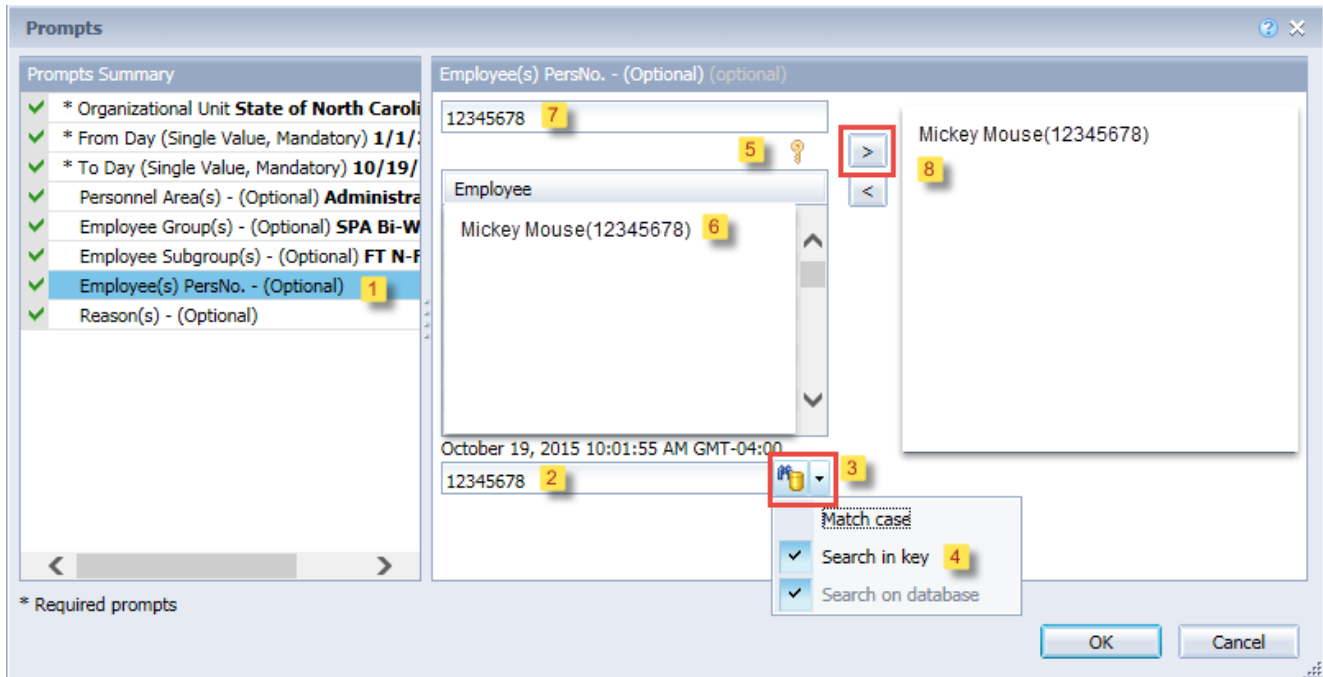 Prompts
Prompts Summary
* Organizational Unit State of North Caroli
* From Day (Single Value, Mandatory) 1/1/
* To Day (Single Value, Mandatory) 10/19/
Personnel Area(s) - (Optional) Administra
Employee Group(s) - (Optional) SPA Bi-W
Employee Subgroup(s) - (Optional) FT N-F
Employee(s) PersNo. - (Optional) 1
Reason(s) - (Optional)
* Required prompts
Employee(s) PersNo. - (Optional) (optional)
12345678 7
5
Employee
Mickey Mouse(12345678) 6
October 19, 2015 10:01:55 AM GMT-04:00
12345678 2
3
Match case
Search in key 4
Search on database
>
<
Mickey Mouse(12345678)
8
OK
Cancel